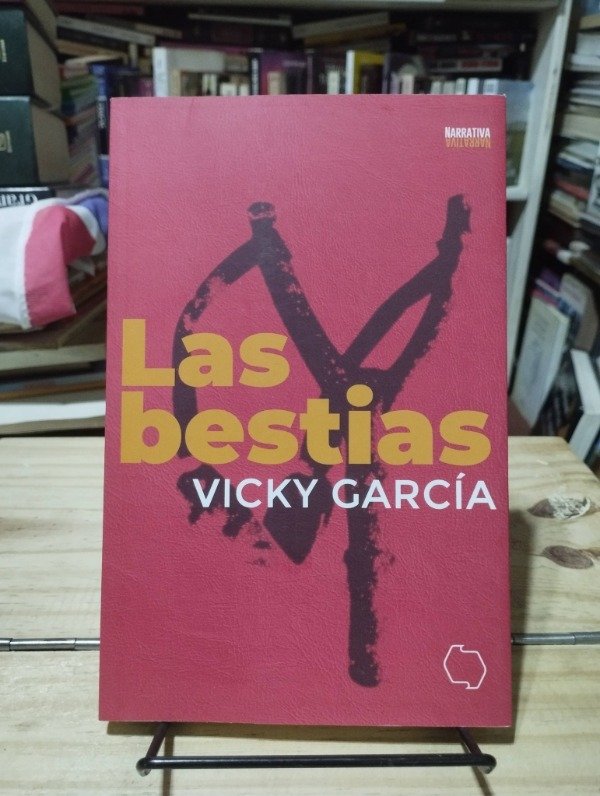 NARRATIVA
NARRATIVA
Las
bestias
VICKY GARCÍA